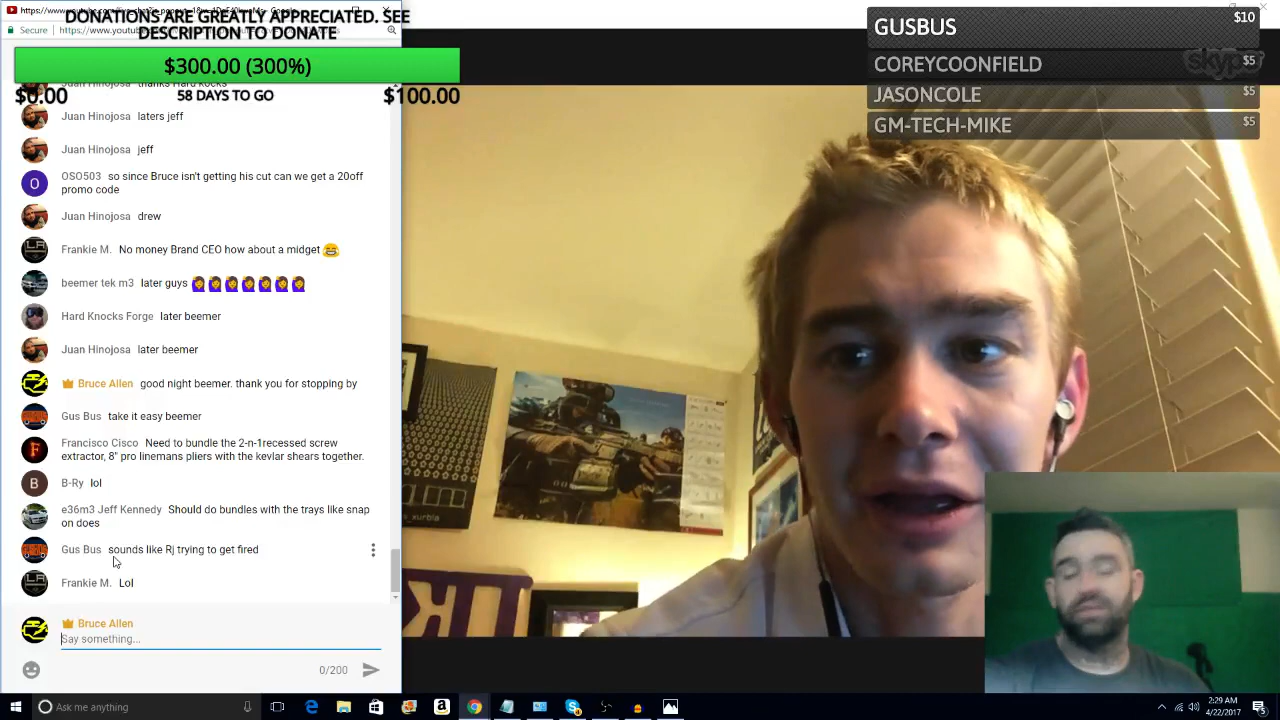 DONATIONS ARE GREATLY APPRECIATED. SEE
DESCRIPTION TO DONATE
Secure
$300.00 (300%)
$0.00
58 DAYS TO GO
$100.00
GUSBUS $10
COREYCOONFIELD $5
JASONCOLE $5
GM-TECH-MIKE $5
skype
Juan Hinojosa thanks Hard Rocks
Juan Hinojosa laters jeff
Juan Hinojosa jeff
OSO503 so since Bruce isn't getting his cut can we get a 20off
promo code
Juan Hinojosa drew
Frankie M. No money Brand CEO how about a midget 😂
beemer tek m3 later guys 🙋‍♀️🙋‍♀️🙋‍♀️🙋‍♀️🙋‍♀️🙋‍♀️🙋‍♀️
Hard Knocks Forge later beemer
Juan Hinojosa later beemer
Bruce Allen good night beemer. thank you for stopping by
Gus Bus take it easy beemer
Francisco Cisco Need to bundle the 2-n-1recessed screw
extractor, 8" pro linemans pliers with the kevlar shears together.
B-Ry lol
e36m3 Jeff Kennedy Should do bundles with the trays like snap
on does
Gus Bus sounds like Rj trying to get fired
Frankie M. Lol
Bruce Allen
Say something...
0/200
Ask me anything
2:29 AM
4/22/2017